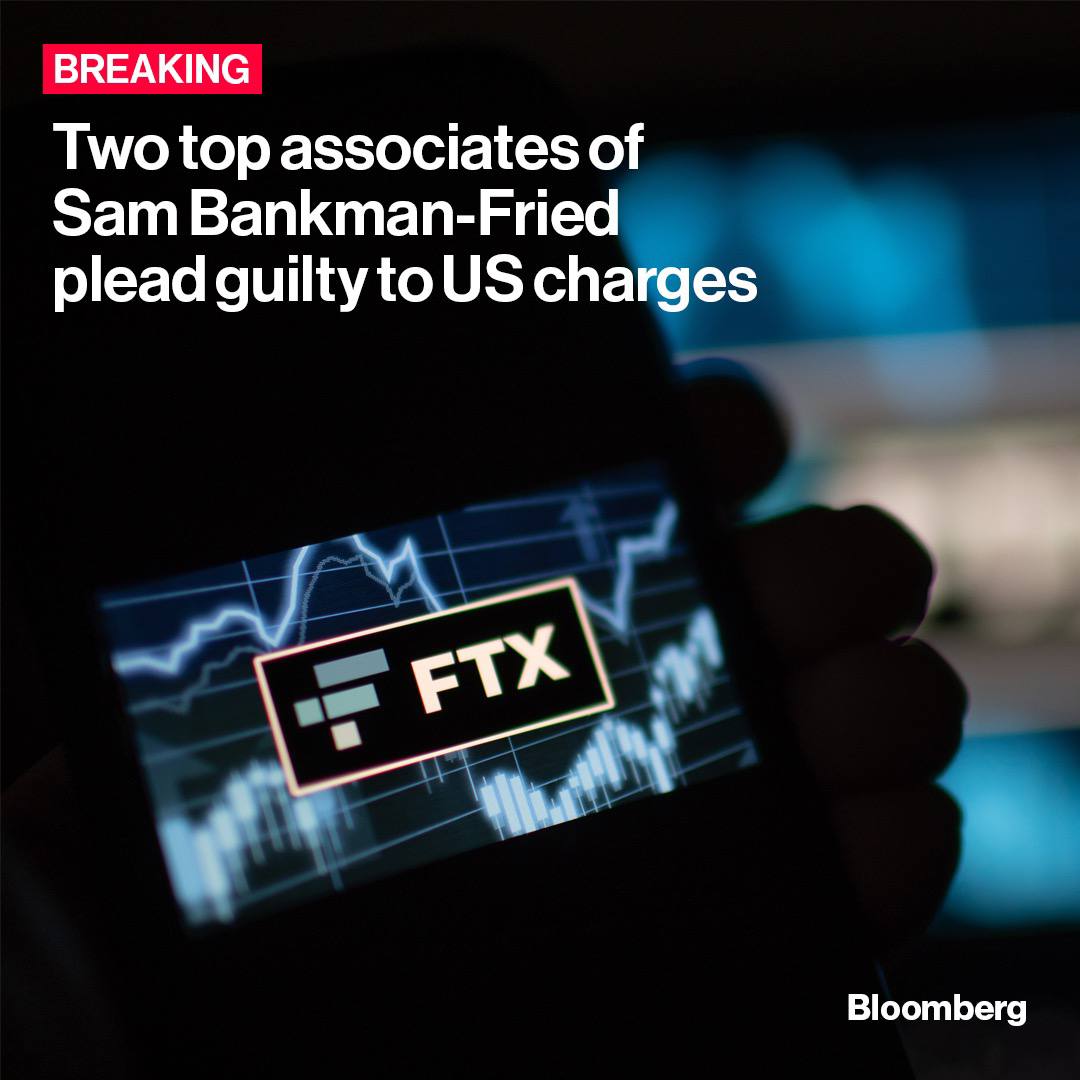 BREAKING
Two top associates of
Sam Bankman-Fried
plead guilty to US charges
FTX
Bloomberg